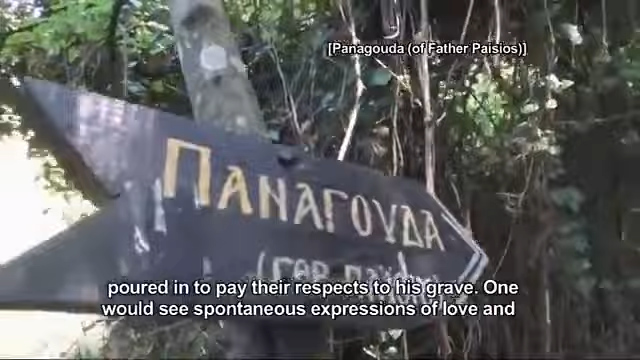 [Panagouda (of Father Paisios)]
ΠΑΝΑΓΟΥΔΑ
poured in to pay their respects to his grave. One
would see spontaneous expressions of love and